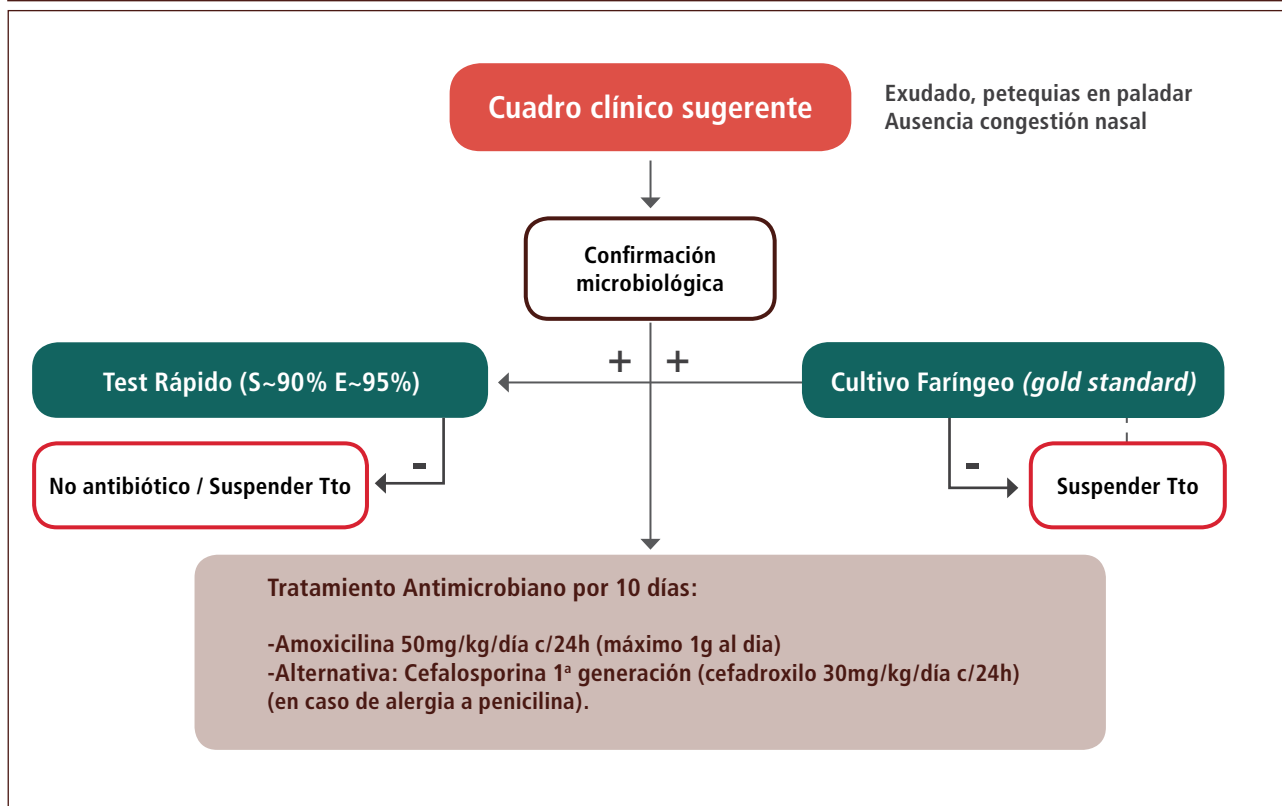 Cuadro clínico sugerente
Exudado, petequias en paladar
Ausencia congestión nasal
Confirmación
microbiológica
+ +
Test Rápido (S~90% E~95%)
Cultivo Faríngeo (gold standard)
-
No antibiótico / Suspender Tto
-
Suspender Tto
Tratamiento Antimicrobiano por 10 días:
-Amoxicilina 50mg/kg/día c/24h (máximo 1g al dia)
-Alternativa: Cefalosporina 1ª generación (cefadroxilo 30mg/kg/día c/24h)
(en caso de alergia a penicilina).